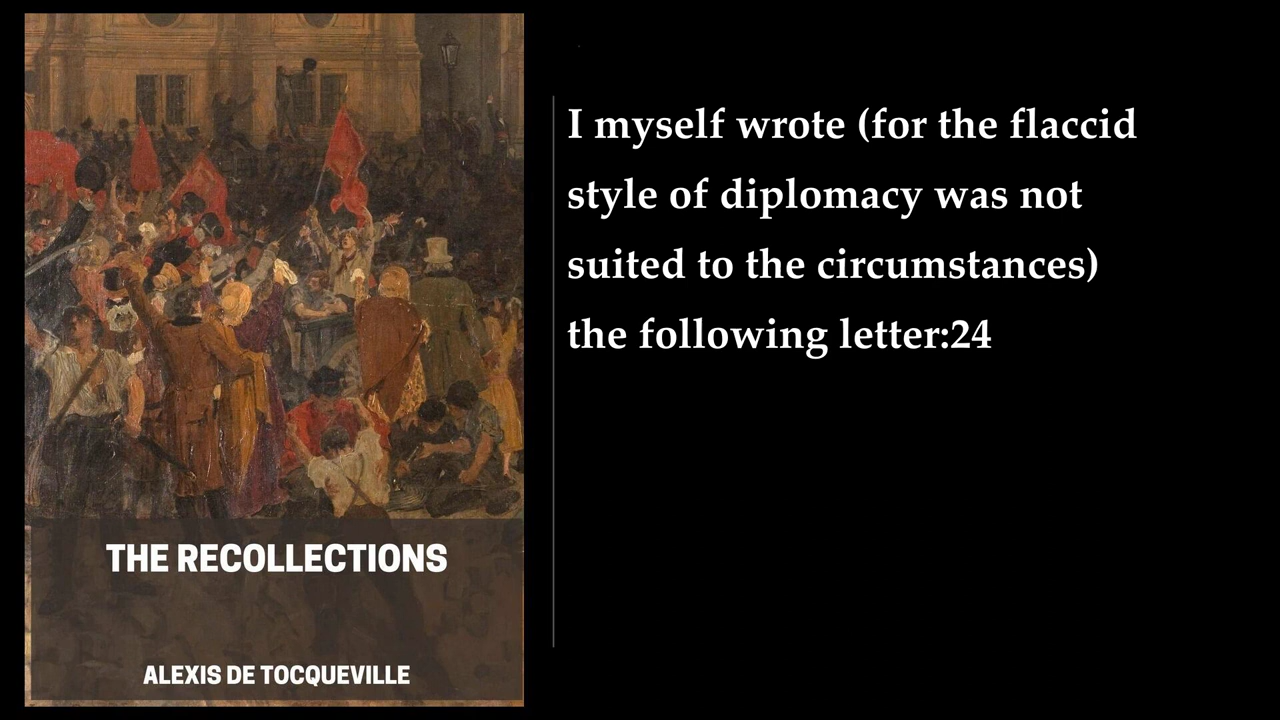 I myself wrote (for the flaccid
style of diplomacy was not
suited to the circumstances)
the following letter:24
THE RECOLLECTIONS
ALEXIS DE TOCQUEVILLE